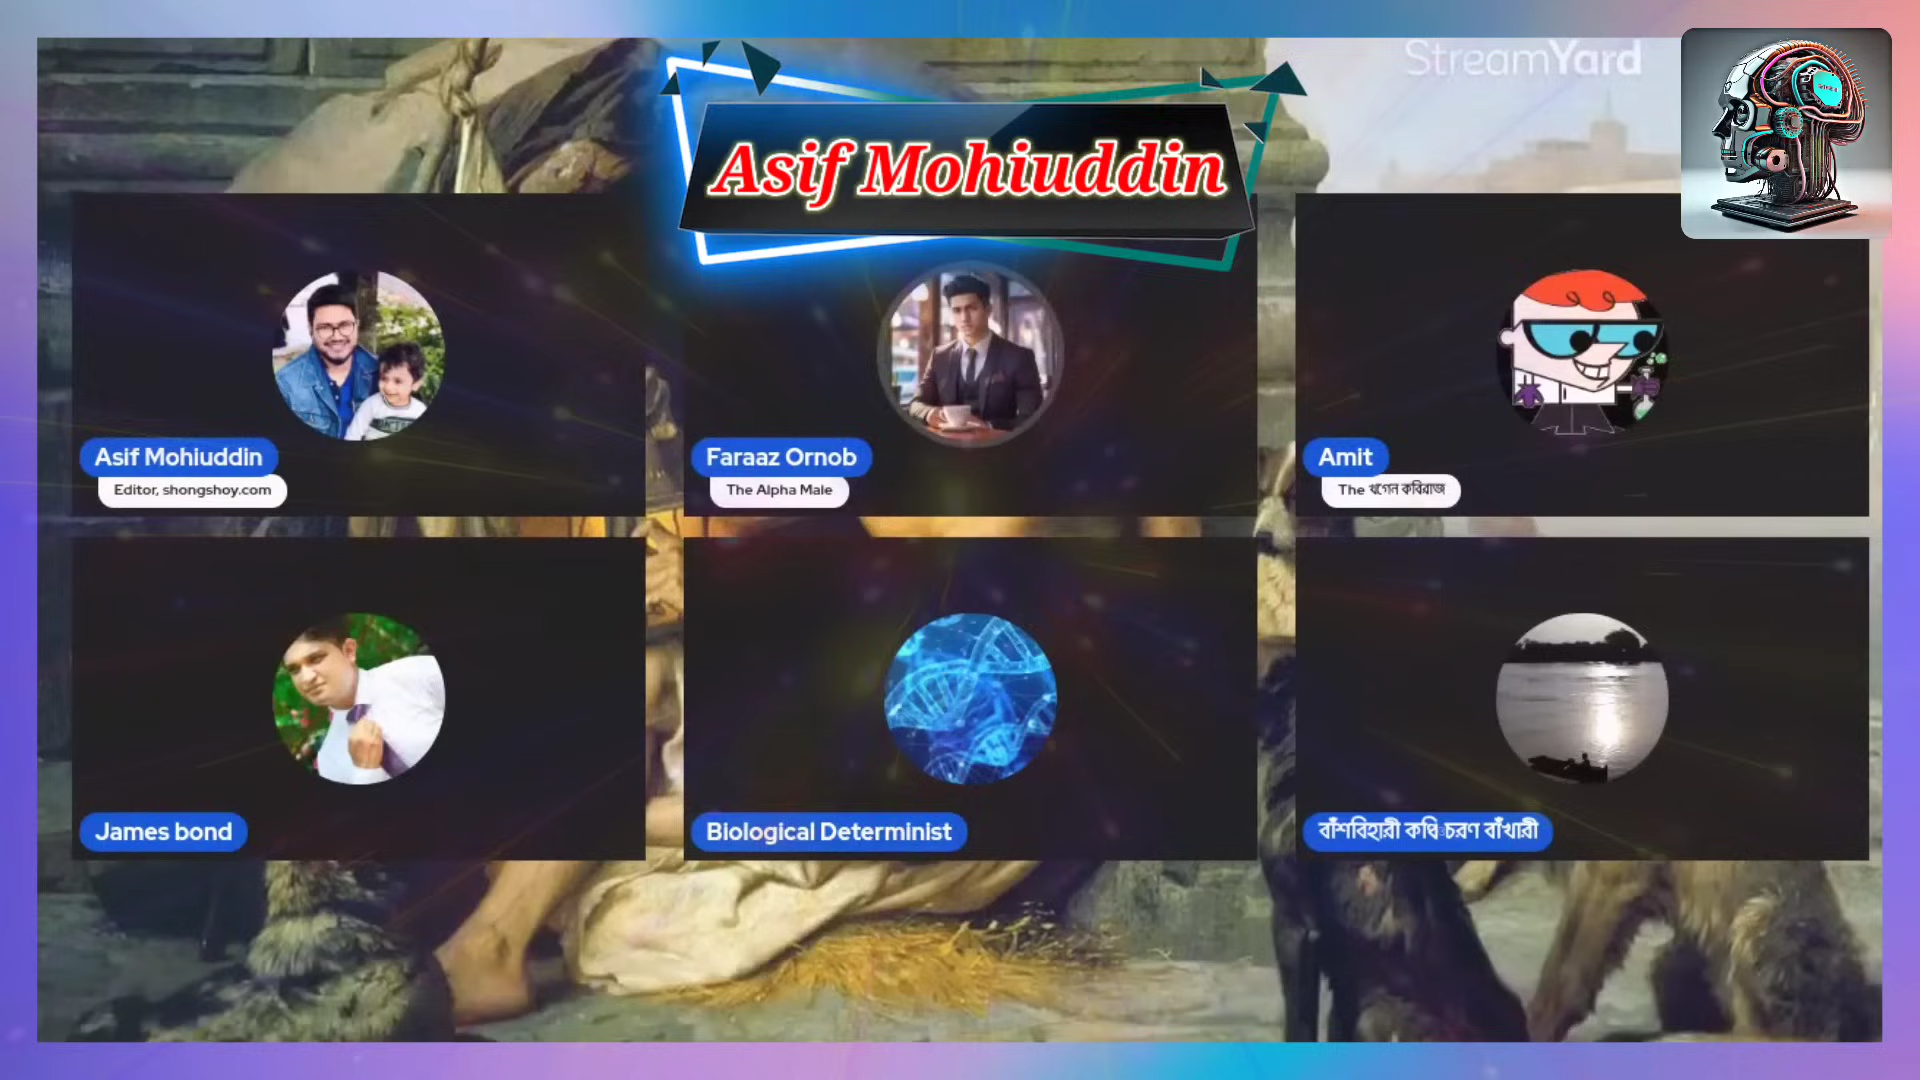 StreamYard
Asif Mohiuddin
Asif Mohiuddin
Editor, shongshoy.com
Faraaz Ornob
The Alpha Male
Amit
The খগেন কবিরাজ
James bond
Biological Determinist
বাঁশবিহারী চরণ বাঁখারী